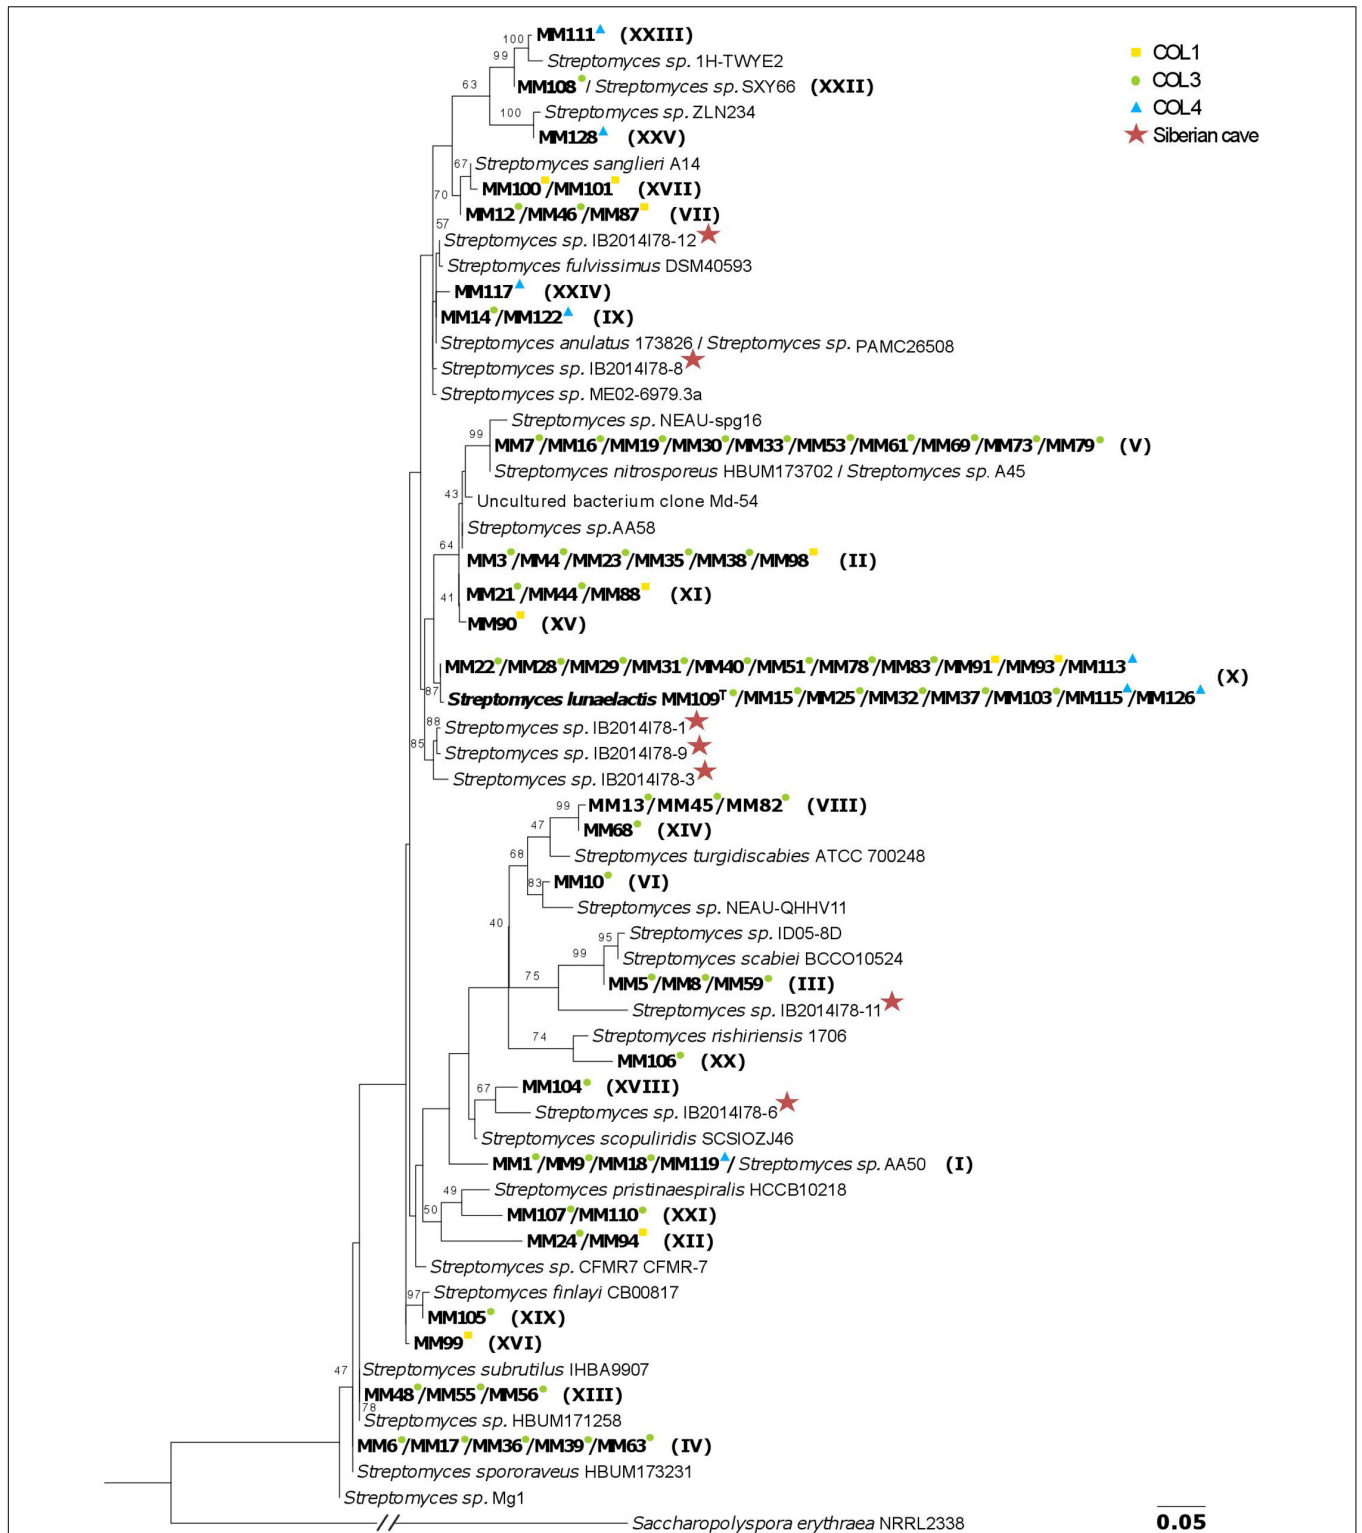 100 MM111 (XXIII)
COL1
99 Streptomyces sp. 1H-TWYE2
COL3
63 MM108 / Streptomyces sp. SXY66 (XXII)
COL4
100 Streptomyces sp. ZLN234
Siberian cave
MM128 (XXV)
67 Streptomyces sanglieri A14
70 MM100/MM101 (XVII)
MM12/MM46/MM87 (VII)
57
Streptomyces sp. IB2014I78-12
Streptomyces fulvissimus DSM40593
MM117 (XXIV)
MM14/MM122 (IX)
Streptomyces anulatus 173826 / Streptomyces sp. PAMC26508
Streptomyces sp. IB2014I78-8
Streptomyces sp. ME02-6979.3a
Streptomyces sp. NEAU-spg16
99 MM7/MM16/MM19/MM30/MM33/MM53/MM61/MM69/MM73/MM79 (V)
Streptomyces nitrosporeus HBUM173702 / Streptomyces sp. A45
43 Uncultured bacterium clone Md-54
Streptomyces sp.AA58
64
MM3/MM4/MM23/MM35/MM38/MM98 (II)
41 MM21/MM44/MM88 (XI)
MM90 (XV)
MM22/MM28/MM29/MM31/MM40/MM51/MM78/MM83/MM91/MM93/MM113
(X)
87 Streptomyces lunaelactis MM109T/MM15/MM25/MM32/MM37/MM103/MM115/MM126
88 Streptomyces sp. IB2014I78-1
85 Streptomyces sp. IB2014I78-9
Streptomyces sp. IB2014I78-3
99 MM13/MM45/MM82 (VIII)
47 MM68 (XIV)
68 Streptomyces turgidiscabies ATCC 700248
83 MM10 (VI)
Streptomyces sp. NEAU-QHHV11
40
95 Streptomyces sp. ID05-8D
99 Streptomyces scabiei BCCO10524
75 MM5/MM8/MM59 (III)
Streptomyces sp. IB2014I78-11
74 Streptomyces rishiriensis 1706
MM106 (XX)
67 MM104 (XVIII)
Streptomyces sp. IB2014I78-6
Streptomyces scopuliridis SCSIOZJ46
MM1/MM9/MM18/MM119/ Streptomyces sp. AA50 (I)
49 Streptomyces pristinaespiralis HCCB10218
50 MM107/MM110 (XXI)
MM24/MM94 (XII)
Streptomyces sp. CFMR7 CFMR-7
97 Streptomyces finlayi CB00817
MM105 (XIX)
MM99 (XVI)
47 Streptomyces subrutilus IHBA9907
MM48/MM55/MM56 (XIII)
78
Streptomyces sp. HBUM171258
MM6/MM17/MM36/MM39/MM63 (IV)
Streptomyces spororaveus HBUM173231
Streptomyces sp. Mg1
// Saccharopolyspora erythraea NRRL2338
0.05